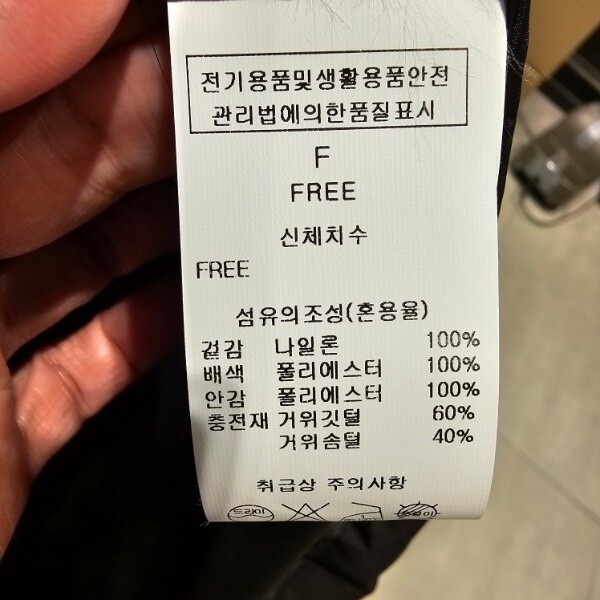 전기용품및생활용품안전
관리법에의한품질표시
F
FREE
신체치수
FREE
섬유의조성(혼용율)
겉감 나일론 100%
배색 폴리에스터 100%
안감 폴리에스터 100%
충전재 거위깃털 60%
거위솜털 40%
취급상 주의사항
드라이